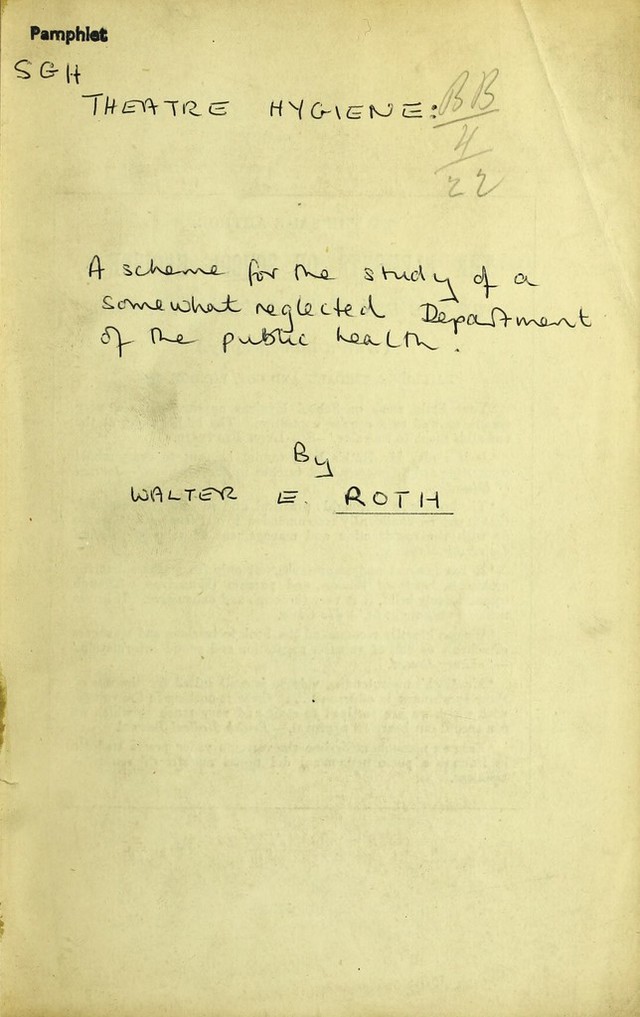 Pamphlet
SGH
THEATRE HYGIENE:
BB
4
22
A scheme for the study of a
somewhat neglected Department
of the public health.
By
WALTER E. ROTH